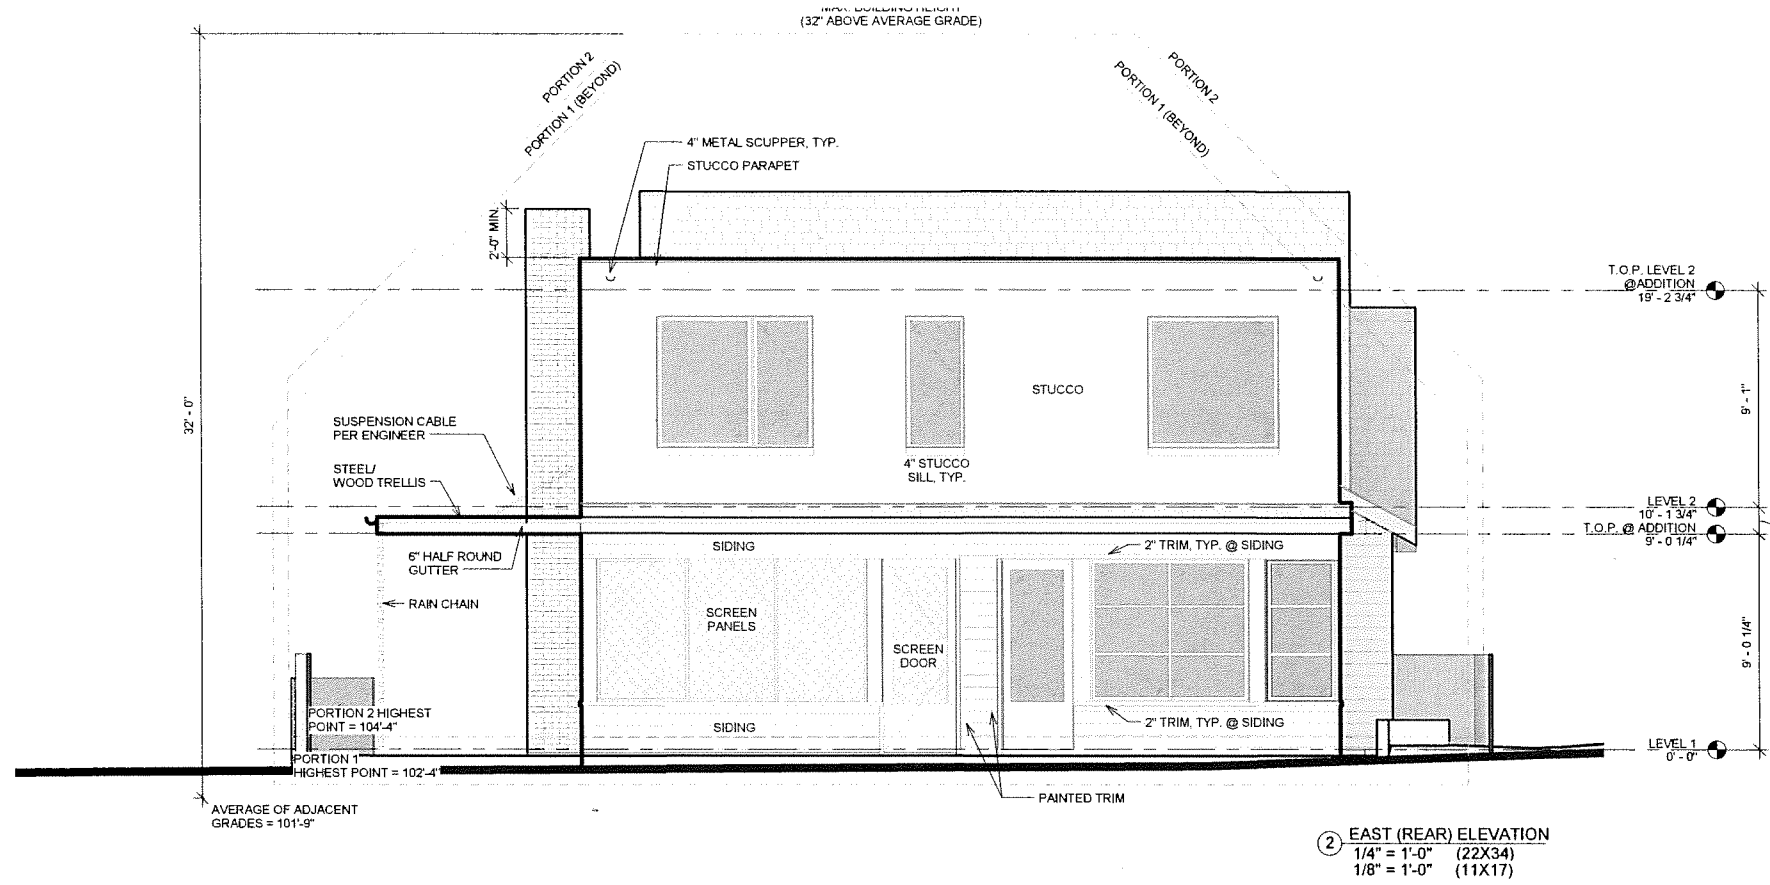 MAX. BUILDING HEIGHT
(32" ABOVE AVERAGE GRADE)
PORTION 2
PORTION 1 (BEYOND)
PORTION 2
PORTION 1 (BEYOND)
4" METAL SCUPPER, TYP.
STUCCO PARAPET
2'-0" MIN.
T.O.P. LEVEL 2
@ADDITION
19' - 2 3/4"
32' - 0"
STUCCO
9' - 1"
SUSPENSION CABLE
PER ENGINEER
STEEL/
WOOD TRELLIS
4" STUCCO
SILL, TYP.
LEVEL 2
10' - 1 3/4"
T.O.P. @ ADDITION
9' - 0 1/4"
SIDING
2" TRIM, TYP. @ SIDING
6" HALF ROUND
GUTTER
RAIN CHAIN
SCREEN
PANELS
SCREEN
DOOR
9' - 0 1/4"
PORTION 2 HIGHEST
POINT = 104'-4"
SIDING
2" TRIM, TYP. @ SIDING
PORTION 1
HIGHEST POINT = 102'-4"
LEVEL 1
0' - 0"
PAINTED TRIM
AVERAGE OF ADJACENT
GRADES = 101'-9"
2 EAST (REAR) ELEVATION
1/4" = 1'-0" (22X34)
1/8" = 1'-0" (11X17)